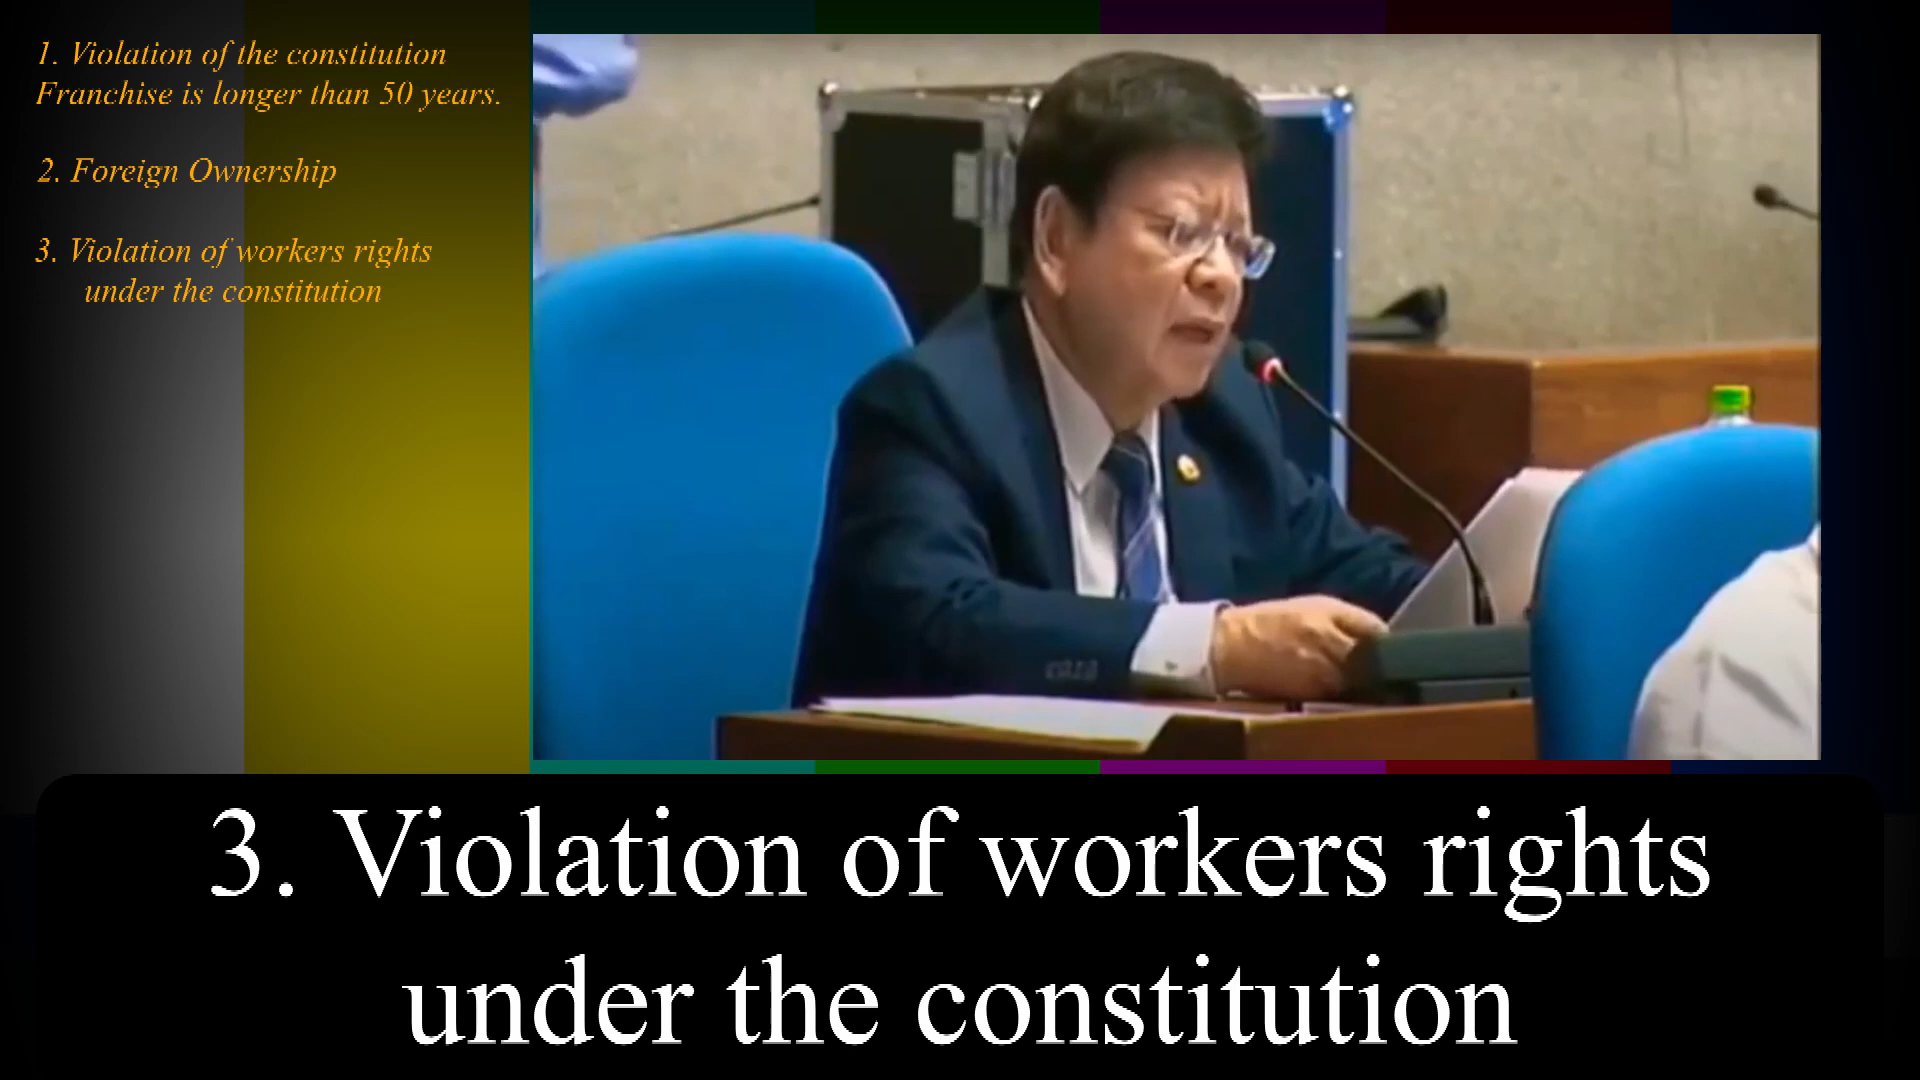 1. Violation of the constitution
Franchise is longer than 50 years.
2. Foreign Ownership
3. Violation of workers rights
under the constitution
3. Violation of workers rights
under the constitution